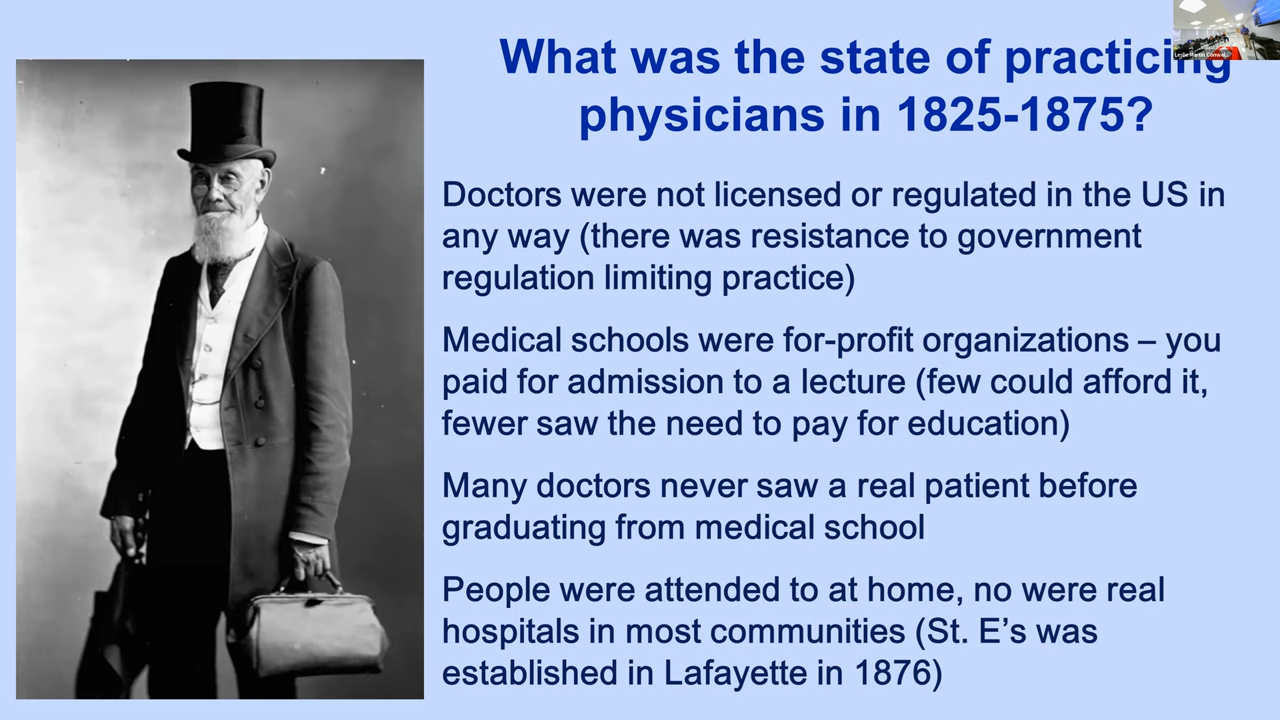 What was the state of practicing
physicians in 1825-1875?
Doctors were not licensed or regulated in the US in
any way (there was resistance to government
regulation limiting practice)
Medical schools were for-profit organizations – you
paid for admission to a lecture (few could afford it,
fewer saw the need to pay for education)
Many doctors never saw a real patient before
graduating from medical school
People were attended to at home, no were real
hospitals in most communities (St. E’s was
established in Lafayette in 1876)
Leslie Martin